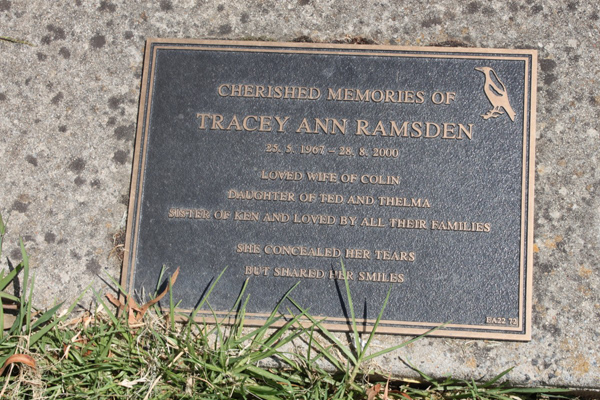 CHERISHED MEMORIES OF
TRACEY ANN RAMSDEN
25. 5. 1967 - 28. 8. 2000
LOVED WIFE OF COLIN
DAUGHTER OF TED AND THELMA
SISTER OF KEN AND LOVED BY ALL THEIR FAMILIES
SHE CONCEALED HER TEARS
BUT SHARED HER SMILES